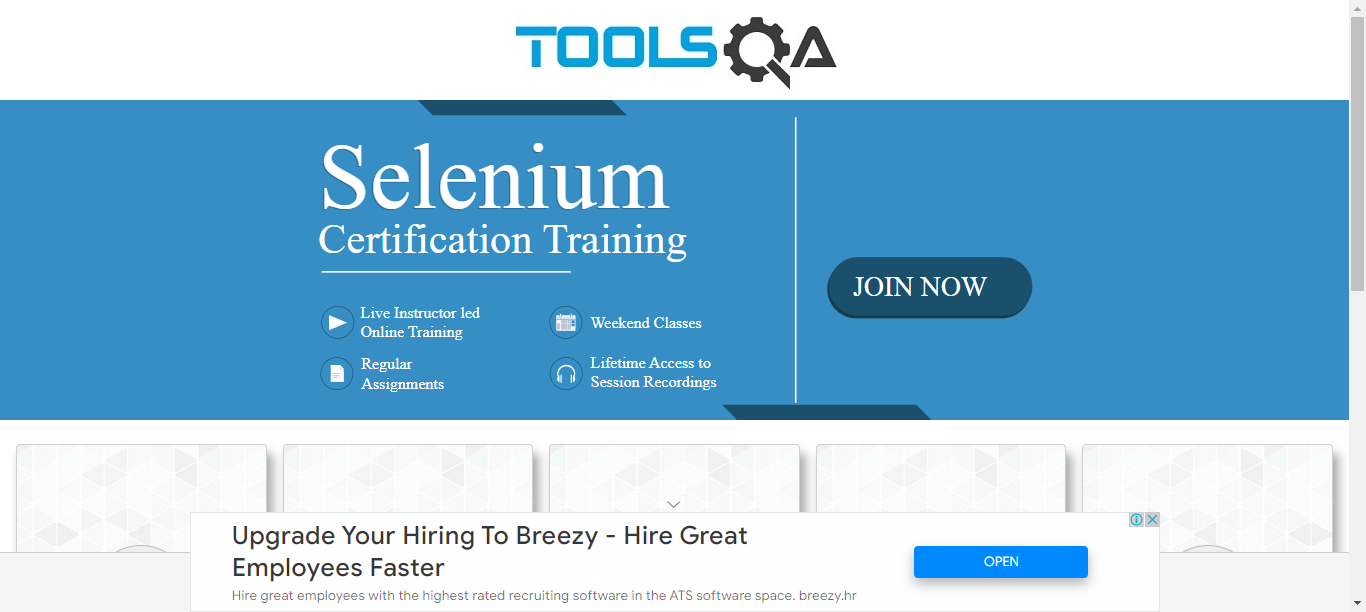 TOOLSQA
Selenium
Certification Training
Live Instructor led
Online Training
Weekend Classes
Regular
Assignments
Lifetime Access to
Session Recordings
JOIN NOW
Upgrade Your Hiring To Breezy - Hire Great
Employees Faster
Hire great employees with the highest rated recruiting software in the ATS software space. breezy.hr
OPEN